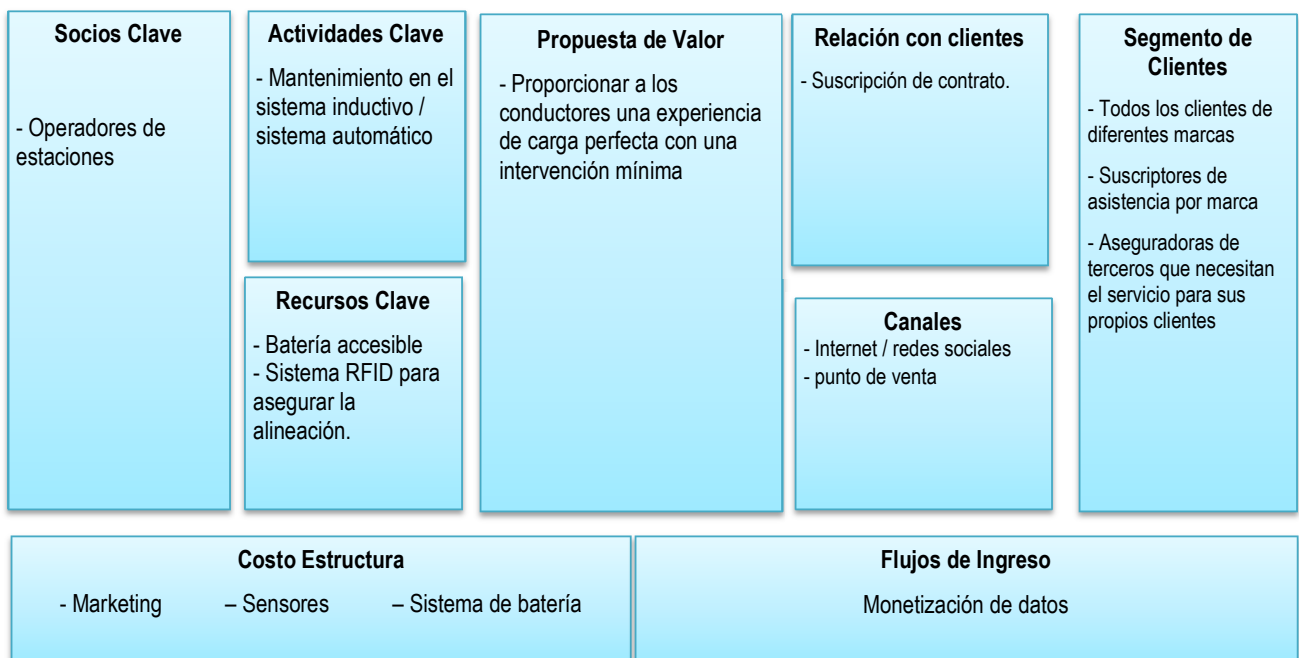 Socios Clave
- Operadores de
estaciones
Actividades Clave
- Mantenimiento en el
sistema inductivo /
sistema automático
Recursos Clave
- Batería accesible
- Sistema RFID para
asegurar la
alineación.
Propuesta de Valor
- Proporcionar a los
conductores una experiencia
de carga perfecta con una
intervención mínima
Relación con clientes
- Suscripción de contrato.
Canales
- Internet / redes sociales
- punto de venta
Segmento de
Clientes
- Todos los clientes de
diferentes marcas
- Suscriptores de
asistencia por marca
- Aseguradoras de
terceros que necesitan
el servicio para sus
propios clientes
Costo Estructura
- Marketing – Sensores – Sistema de batería
Flujos de Ingreso
Monetización de datos